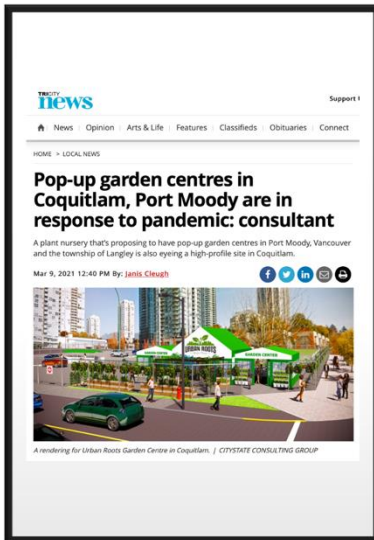 TRICITY
news
Support
News Opinion Arts & Life Features Classifieds Obituaries Connect
HOME > LOCAL NEWS
Pop-up garden centres in
Coquitlam, Port Moody are in
response to pandemic: consultant
A plant nursery that's proposing to have pop-up garden centres in Port Moody, Vancouver
and the township of Langley is also eyeing a high-profile site in Coquitlam.
Mar 9, 2021 12:40 PM By: Janis Cleugh
URBAN ROOTS
GARDEN CENTER
GARDEN CENTER
A rendering for Urban Roots Garden Centre in Coquitlam. | CITYSTATE CONSULTING GROUP